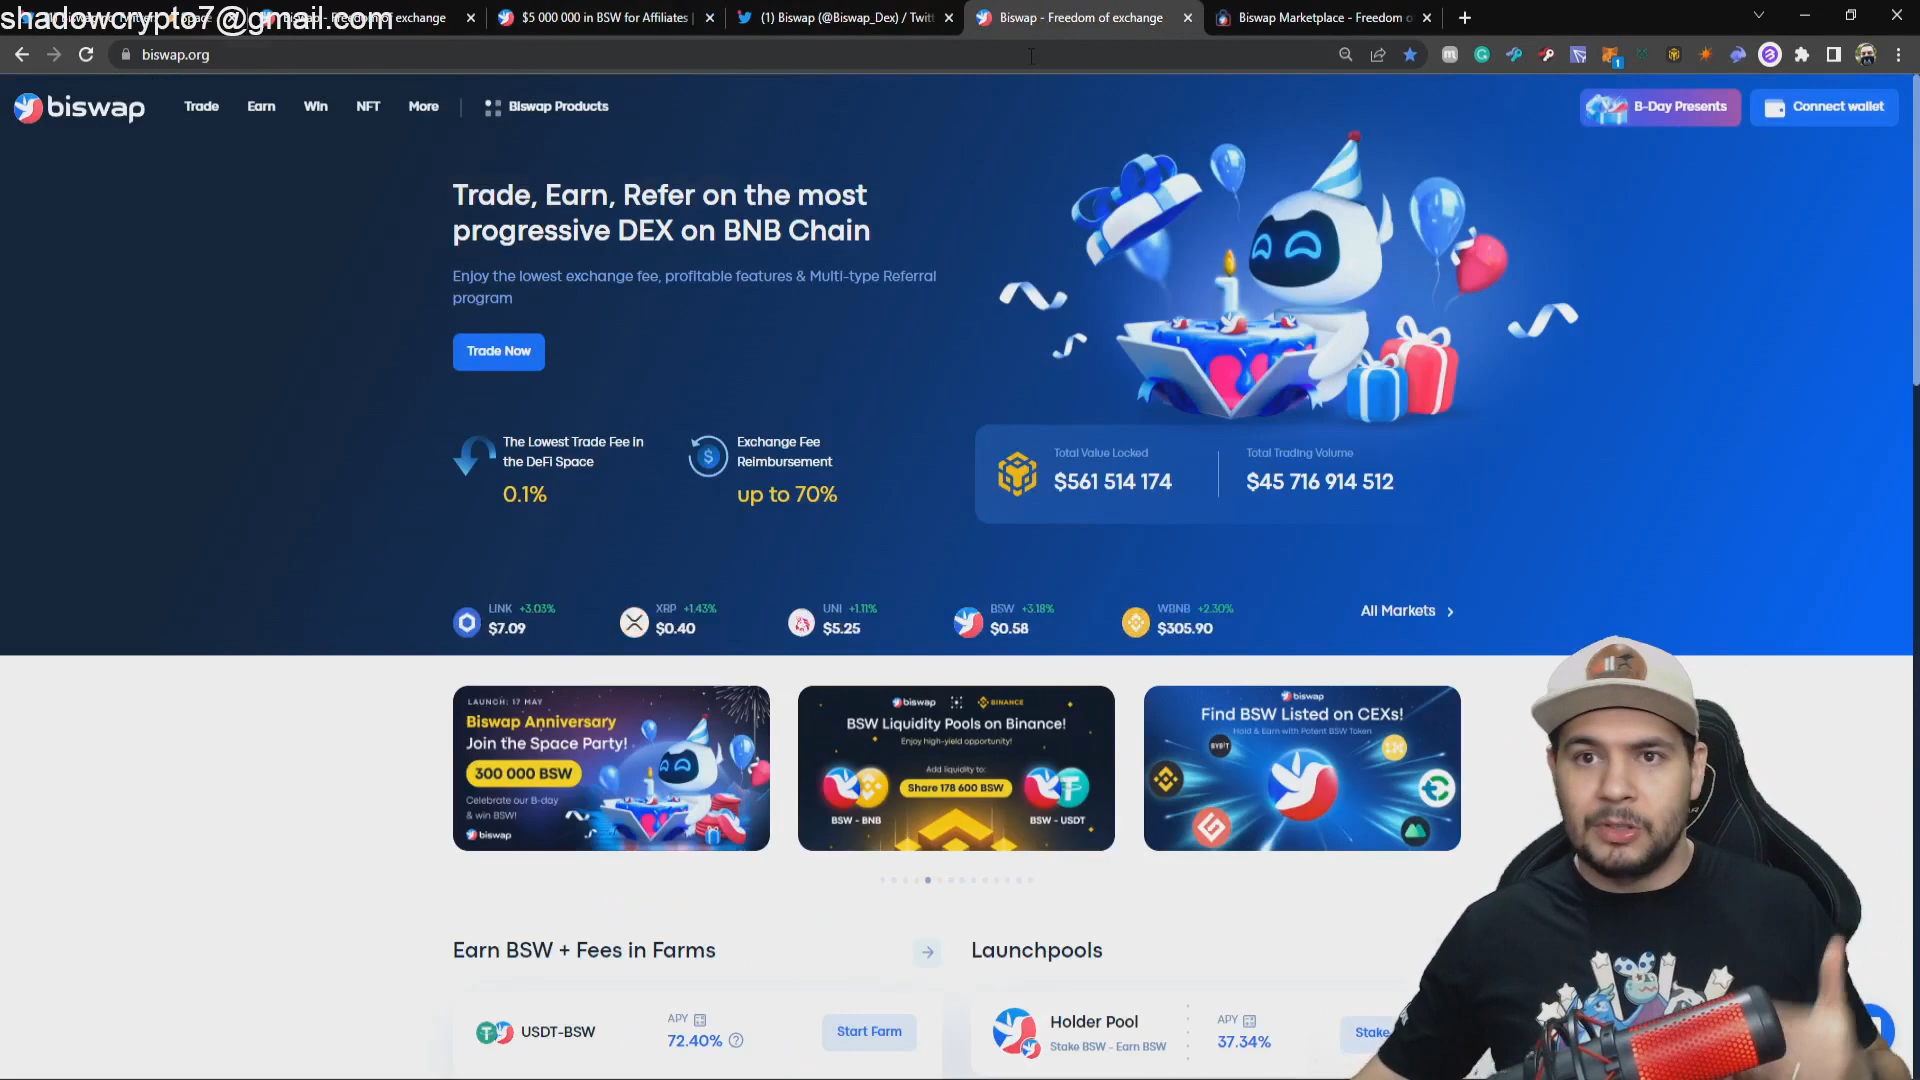 shadowcrypto7@gmail.com
Biswap - Freedom of exchange
$5 000 000 in BSW for Affiliates
(1) Biswap (@Biswap_Dex) / Twitt
Biswap - Freedom of exchange
Biswap Marketplace - Freedom o
biswap.org
biswap
Trade
Earn
Win
NFT
More
Biswap Products
B-Day Presents
Connect wallet
Trade, Earn, Refer on the most
progressive DEX on BNB Chain
Enjoy the lowest exchange fee, profitable features & Multi-type Referral
program
Trade Now
The Lowest Trade Fee in
the DeFi Space
0.1%
Exchange Fee
Reimbursement
up to 70%
Total Value Locked
$561 514 174
Total Trading Volume
$45 716 914 512
LINK +3.03%
$7.09
XRP +1.43%
$0.40
UNI +1.11%
$5.25
BSW +3.18%
$0.58
WBNB +2.30%
$305.90
All Markets
LAUNCH: 17 MAY
Biswap Anniversary
Join the Space Party!
300 000 BSW
Celebrate our B-day
& win BSW!
biswap
biswap
BINANCE
BSW Liquidity Pools on Binance!
Enjoy high-yield opportunity!
Add liquidity to:
Share 178 600 BSW
BSW - BNB
BSW - USDT
biswap
Find BSW Listed on CEXs!
Hold & Earn with Potent BSW Token
BYBIT
Earn BSW + Fees in Farms
Launchpools
USDT-BSW
APY
72.40%
Start Farm
Holder Pool
Stake BSW - Earn BSW
APY
37.34%
Stake